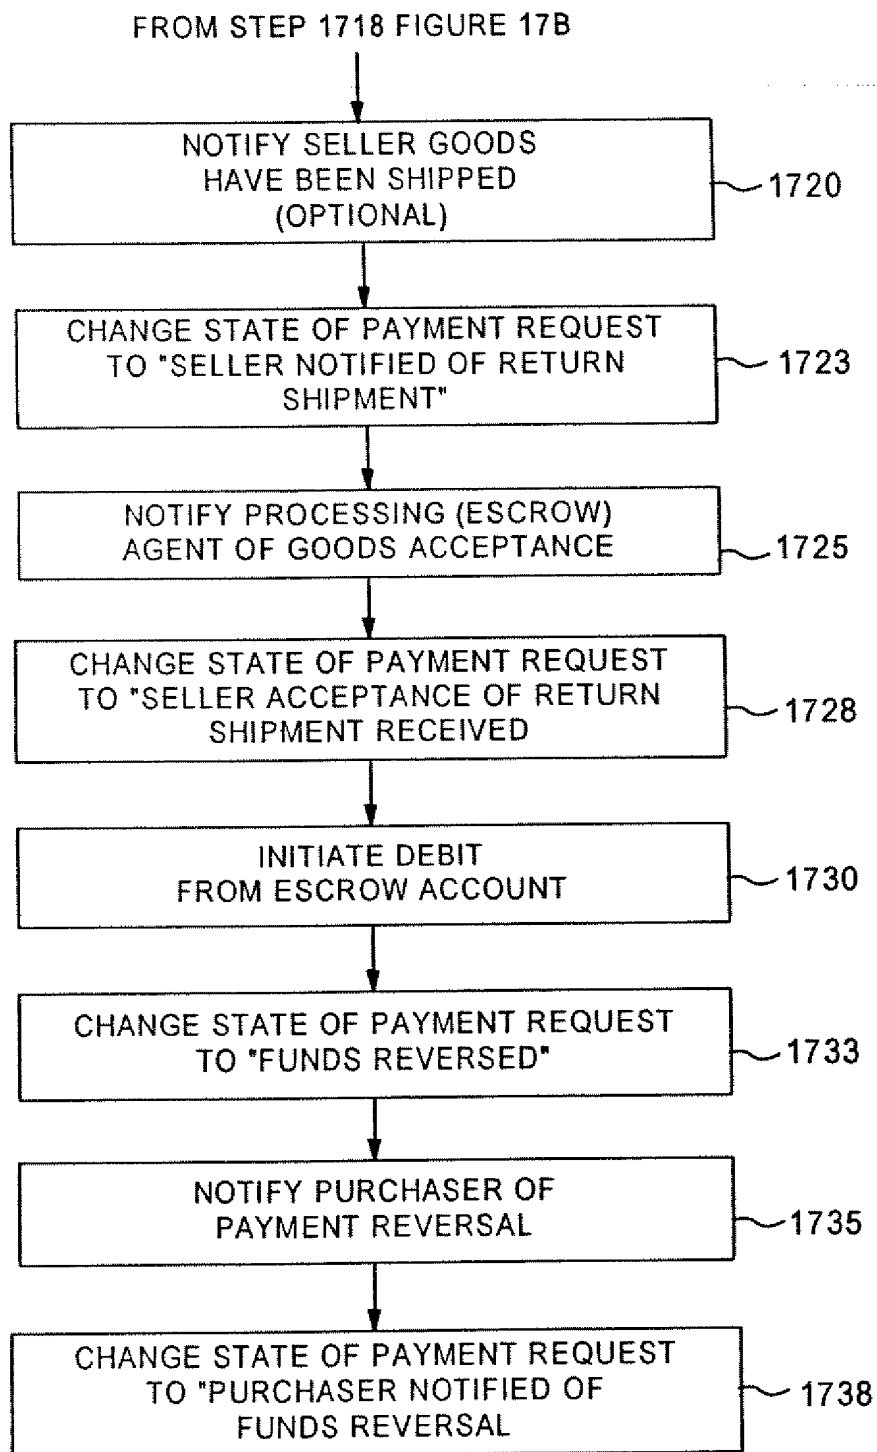 FROM STEP 1718 FIGURE 17B
NOTIFY SELLER GOODS
HAVE BEEN SHIPPED
(OPTIONAL)
1720
CHANGE STATE OF PAYMENT REQUEST
TO "SELLER NOTIFIED OF RETURN
SHIPMENT"
1723
NOTIFY PROCESSING (ESCROW)
AGENT OF GOODS ACCEPTANCE
1725
CHANGE STATE OF PAYMENT REQUEST
TO "SELLER ACCEPTANCE OF RETURN
SHIPMENT RECEIVED
1728
INITIATE DEBIT
FROM ESCROW ACCOUNT
1730
CHANGE STATE OF PAYMENT REQUEST
TO "FUNDS REVERSED"
1733
NOTIFY PURCHASER OF
PAYMENT REVERSAL
1735
CHANGE STATE OF PAYMENT REQUEST
TO "PURCHASER NOTIFIED OF
FUNDS REVERSAL
1738